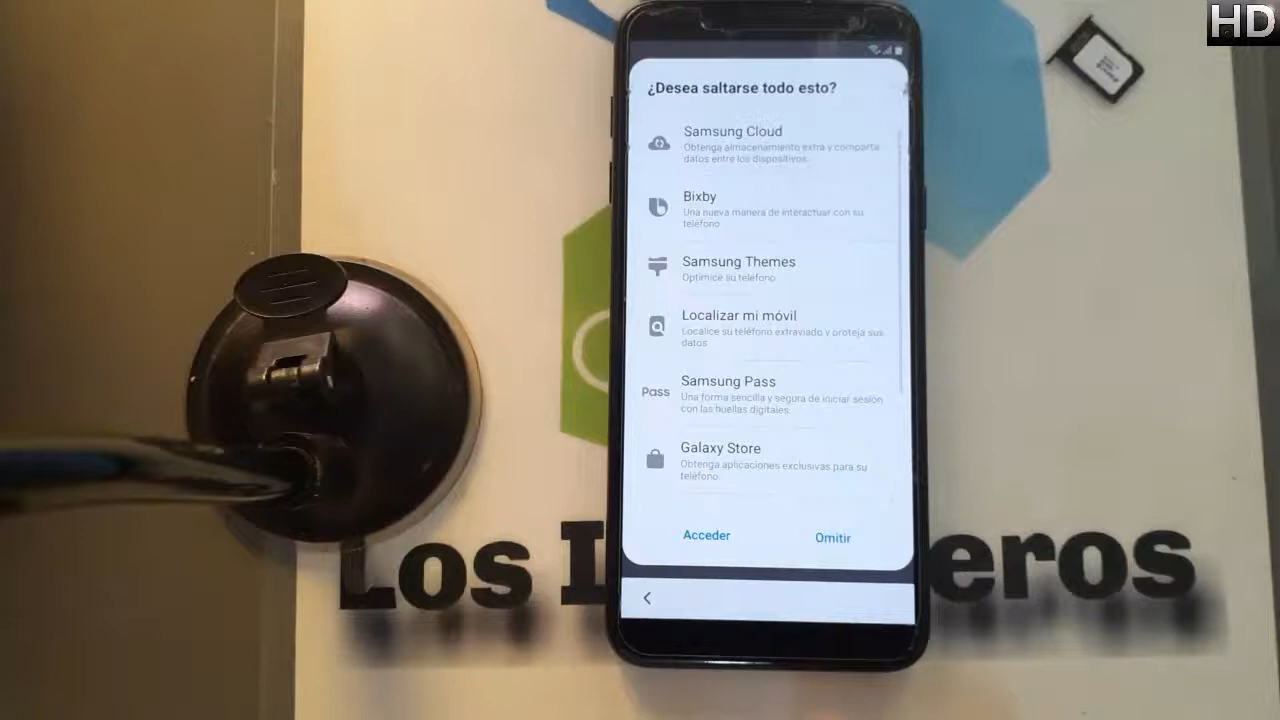 HD
¿Desea saltarse todo esto?
Samsung Cloud
Obtenga almacenamiento extra y comparta
datos entre los dispositivos.
Bixby
Una nueva manera de interactuar con su
teléfono
Samsung Themes
Optimice su teléfono
Localizar mi móvil
Localice su teléfono extraviado y proteja sus
datos
Pass
Samsung Pass
Una forma sencilla y segura de iniciar sesión
con las huellas digitales.
Galaxy Store
Obtenga aplicaciones exclusivas para su
teléfono.
Acceder
Omitir
Los I eros